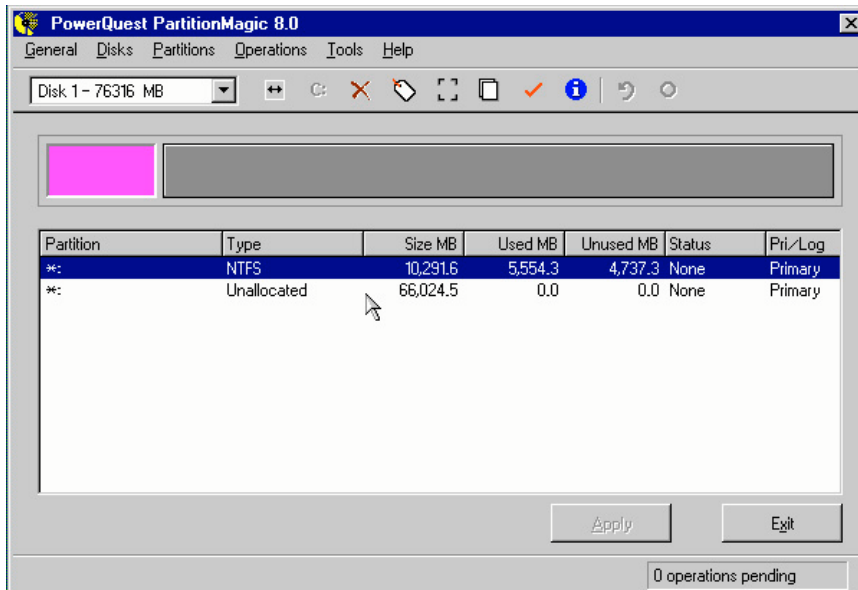 PowerQuest PartitionMagic 8.0
General Disks Partitions Operations Tools Help
Disk 1 - 76316 MB C:
Partition Type Size MB Used MB Unused MB Status Pri/Log
*: NTFS 10,291.6 5,554.3 4,737.3 None Primary
*: Unallocated 66,024.5 0.0 0.0 None Primary
Apply Exit
0 operations pending